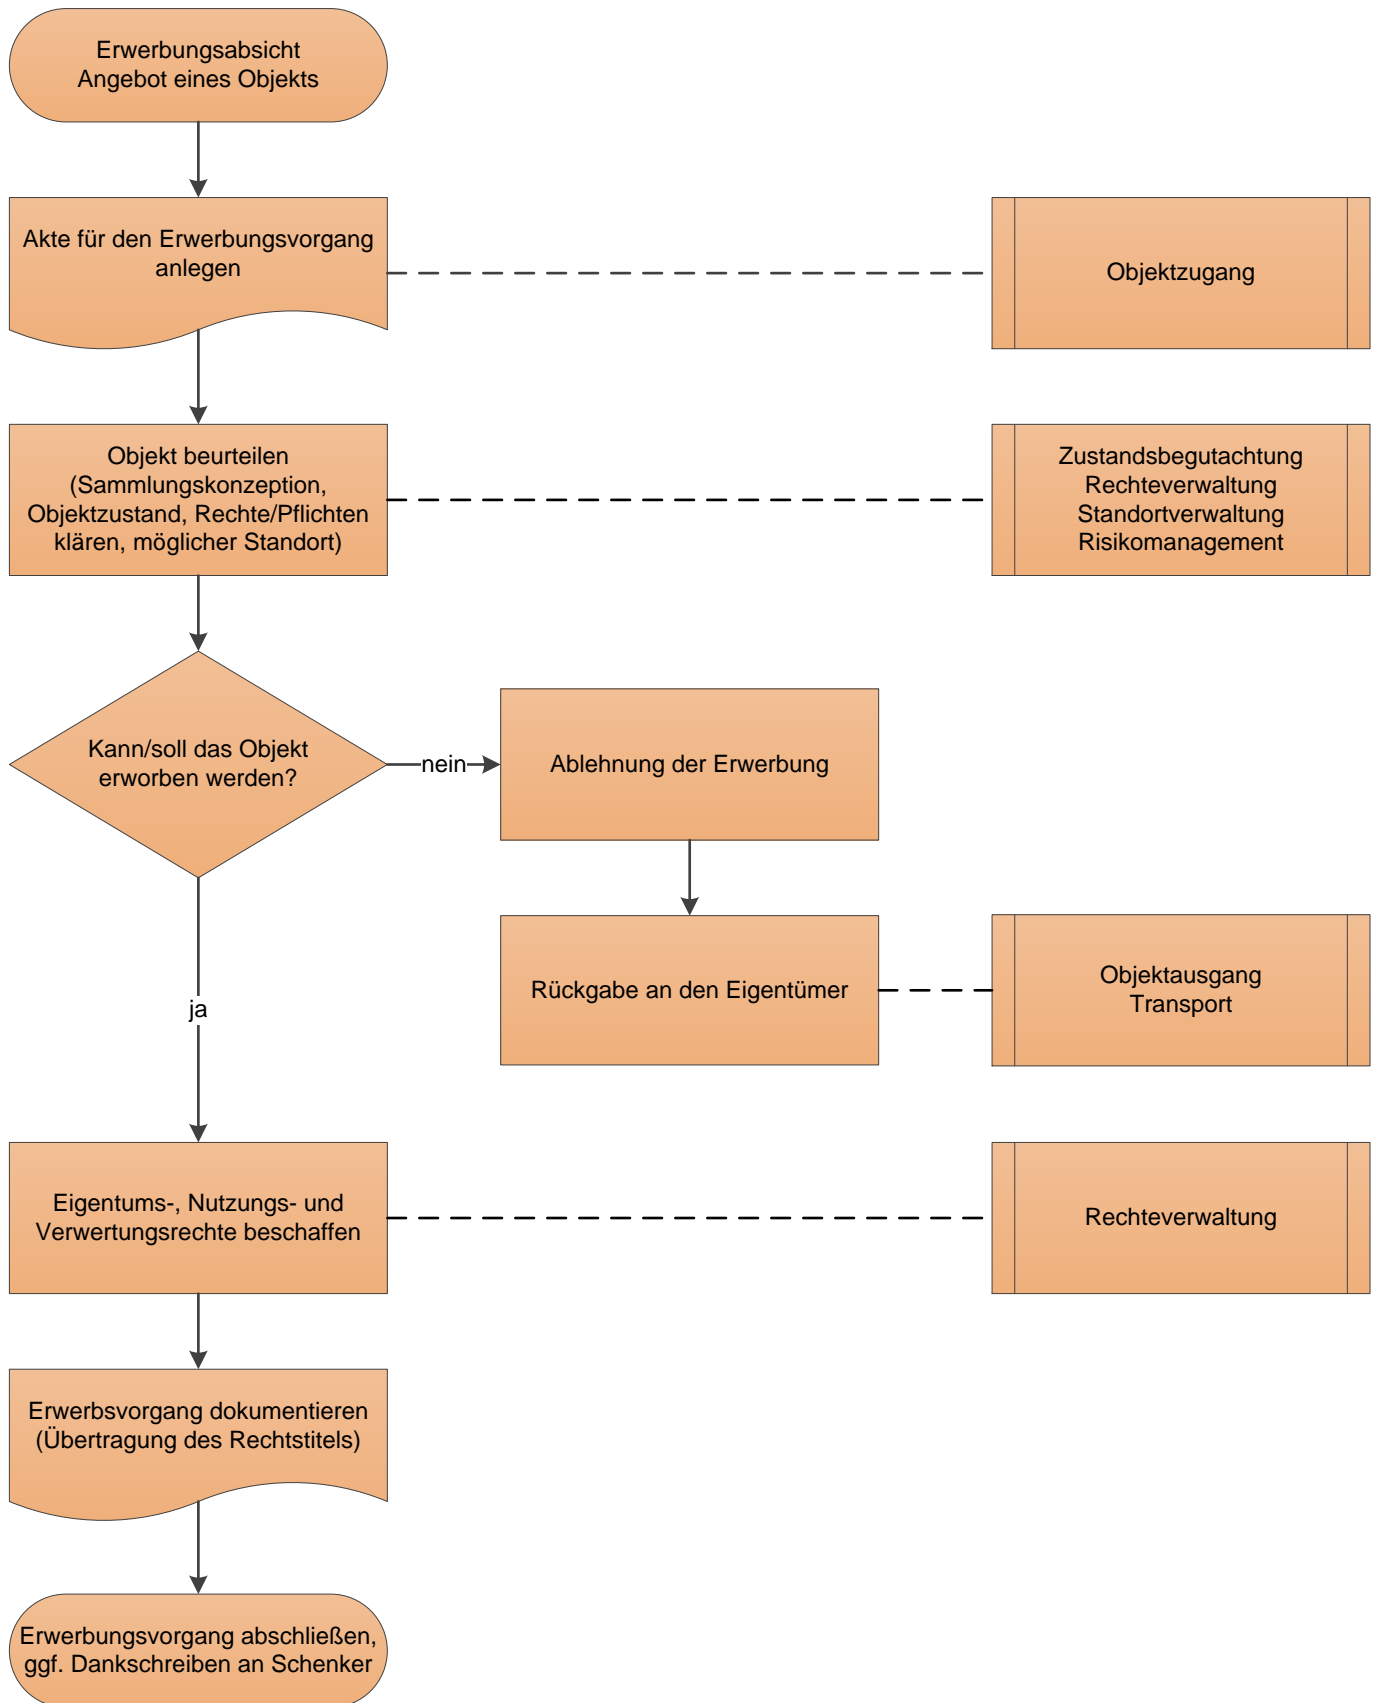 Erwerbungsabsicht
Angebot eines Objekts
Akte für den Erwerbungsvorgang
anlegen
Objektzugang
Objekt beurteilen
(Sammlungskonzeption,
Objektzustand, Rechte/Pflichten
klären, möglicher Standort)
Zustandsbegutachtung
Rechteverwaltung
Standortverwaltung
Risikomanagement
Kann/soll das Objekt
erworben werden?
nein
Ablehnung der Erwerbung
Rückgabe an den Eigentümer
Objektausgang
Transport
ja
Eigentums-, Nutzungs- und
Verwertungsrechte beschaffen
Rechteverwaltung
Erwerbsvorgang dokumentieren
(Übertragung des Rechtstitels)
Erwerbungsvorgang abschließen,
ggf. Dankschreiben an Schenker